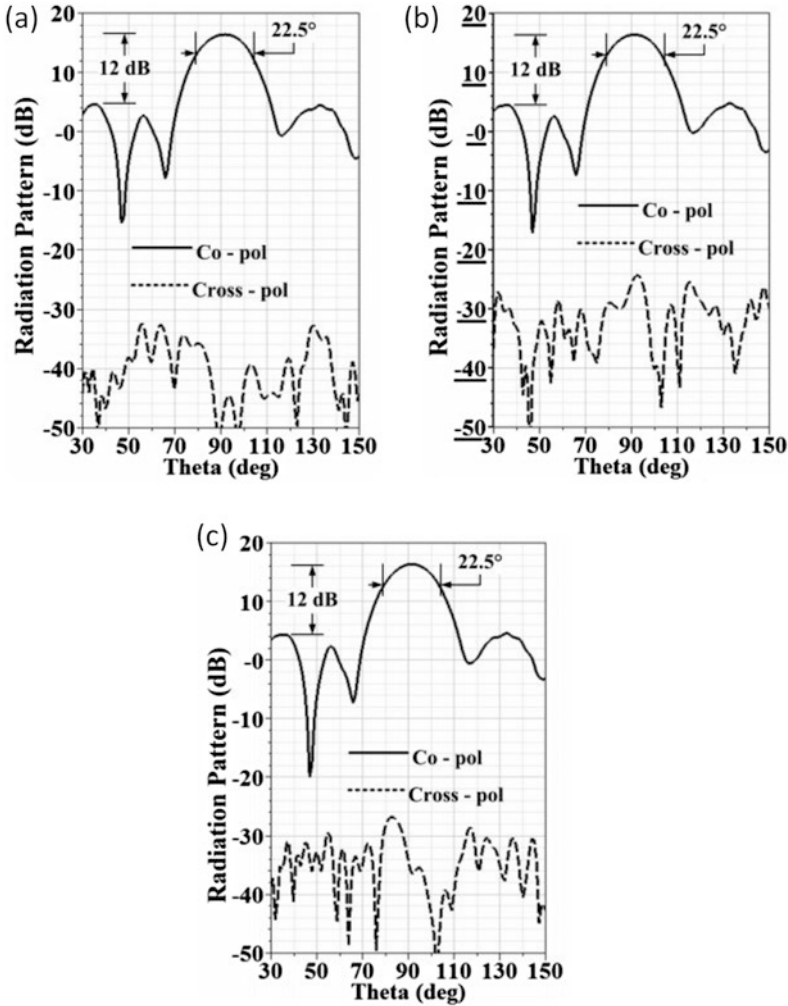 (a)
Radiation Pattern (dB)
20
10
-0
-10
-20
-30
-40
-50
12 dB
22.5°
Co - pol
Cross - pol
30 50 70 90 110 130 150
Theta (deg)
(b)
Radiation Pattern (dB)
20
10
-0
-10
-20
-30
-40
-50
12 dB
22.5°
Co - pol
Cross - pol
30 50 70 90 110 130 150
Theta (deg)
(c)
Radiation Pattern (dB)
20
10
-0
-10
-20
-30
-40
-50
12 dB
22.5°
Co - pol
Cross - pol
30 50 70 90 110 130 150
Theta (deg)